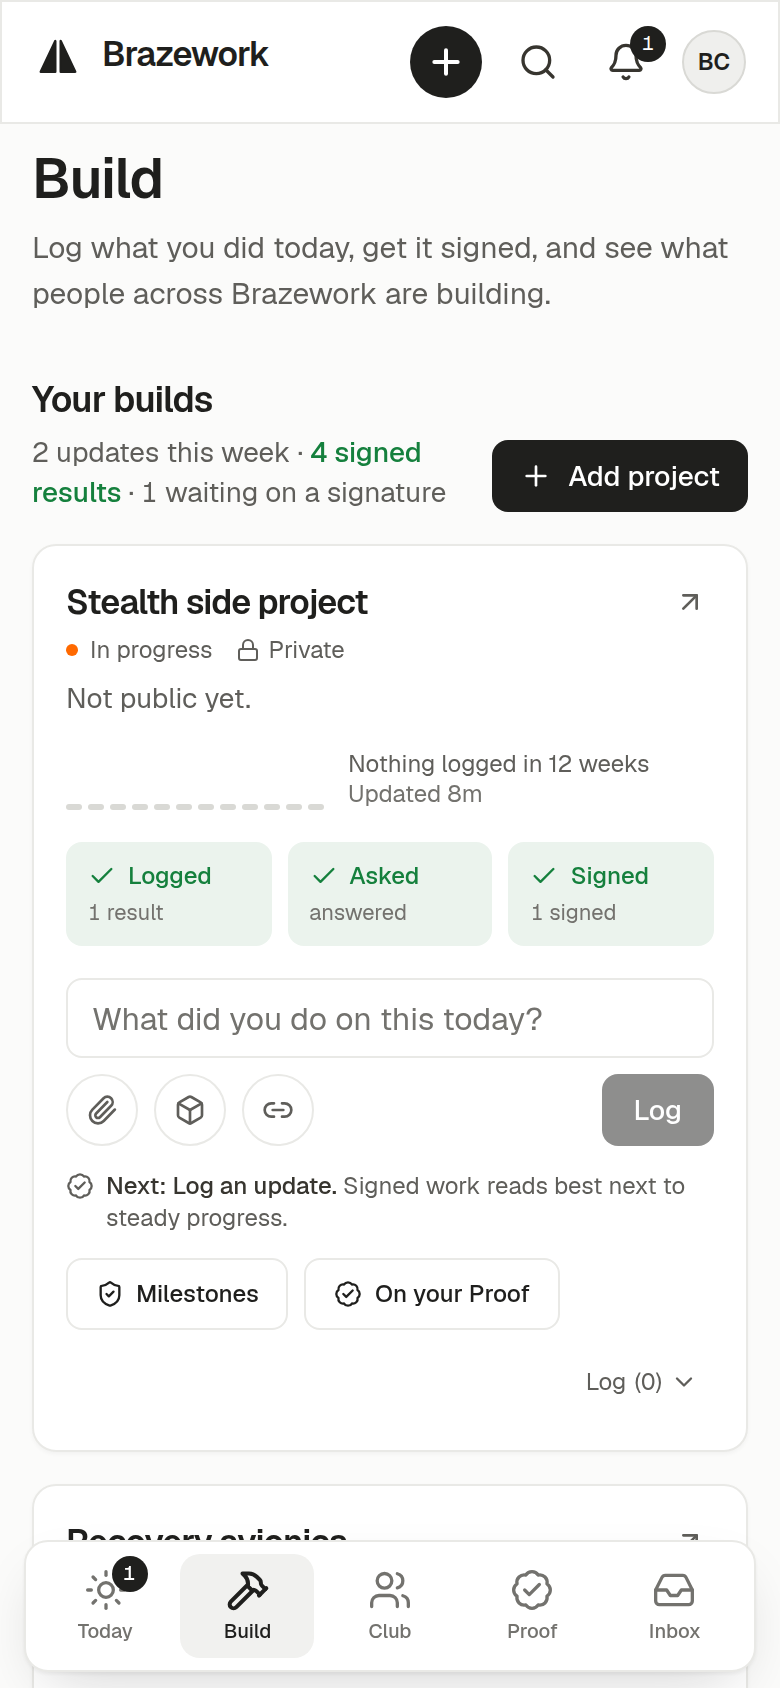 Brazework
1
BC
Build
Log what you did today, get it signed, and see what
people across Brazework are building.
Your builds
2 updates this week · 4 signed
results · 1 waiting on a signature
Add project
Stealth side project
In progress
Private
Not public yet.
Nothing logged in 12 weeks
Updated 8m
Logged
1 result
Asked
answered
Signed
1 signed
What did you do on this today?
Log
Next: Log an update. Signed work reads best next to
steady progress.
Milestones
On your Proof
Log (0)
Recovery avionics
1
Today
Build
Club
Proof
Inbox